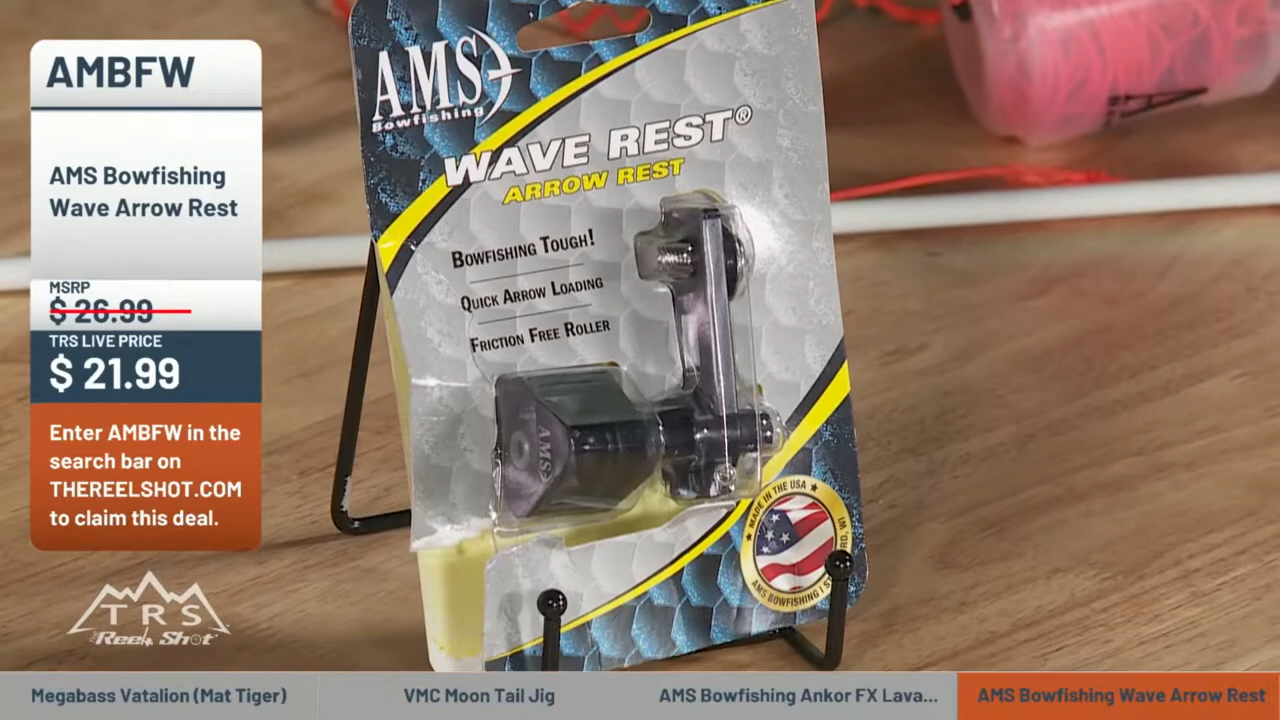 AMBFW
AMS Bowfishing
Wave Arrow Rest
MSRP
$ 26.99
TRS LIVE PRICE
$ 21.99
Enter AMBFW in the
search bar on
THEREELSHOT.COM
to claim this deal.
TRS
The Reel Shot
AMS
Bowfishing
WAVE REST®
ARROW REST
BOWFISHING TOUGH!
QUICK ARROW LOADING
FRICTION FREE ROLLER
AMS
MADE IN THE USA
AMS BOWFISHING
Megabass Vatalion (Mat Tiger)
VMC Moon Tail Jig
AMS Bowfishing Ankor FX Lava...
AMS Bowfishing Wave Arrow Rest